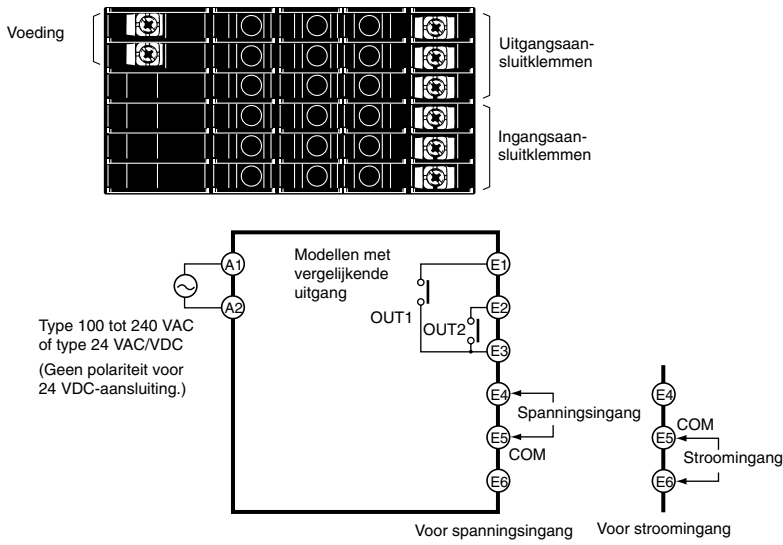 Voeding
Uitgangsaan-
sluitklemmen
Ingangsaan-
sluitklemmen
Modellen met
vergelijkende
uitgang
A1
A2
E1
E2
E3
E4
E5
E6
OUT1
OUT2
Type 100 tot 240 VAC
of type 24 VAC/VDC
(Geen polariteit voor
24 VDC-aansluiting.)
Spanningsingang
COM
Voor spanningsingang
E4
E5
E6
COM
Stroomingang
Voor stroomingang